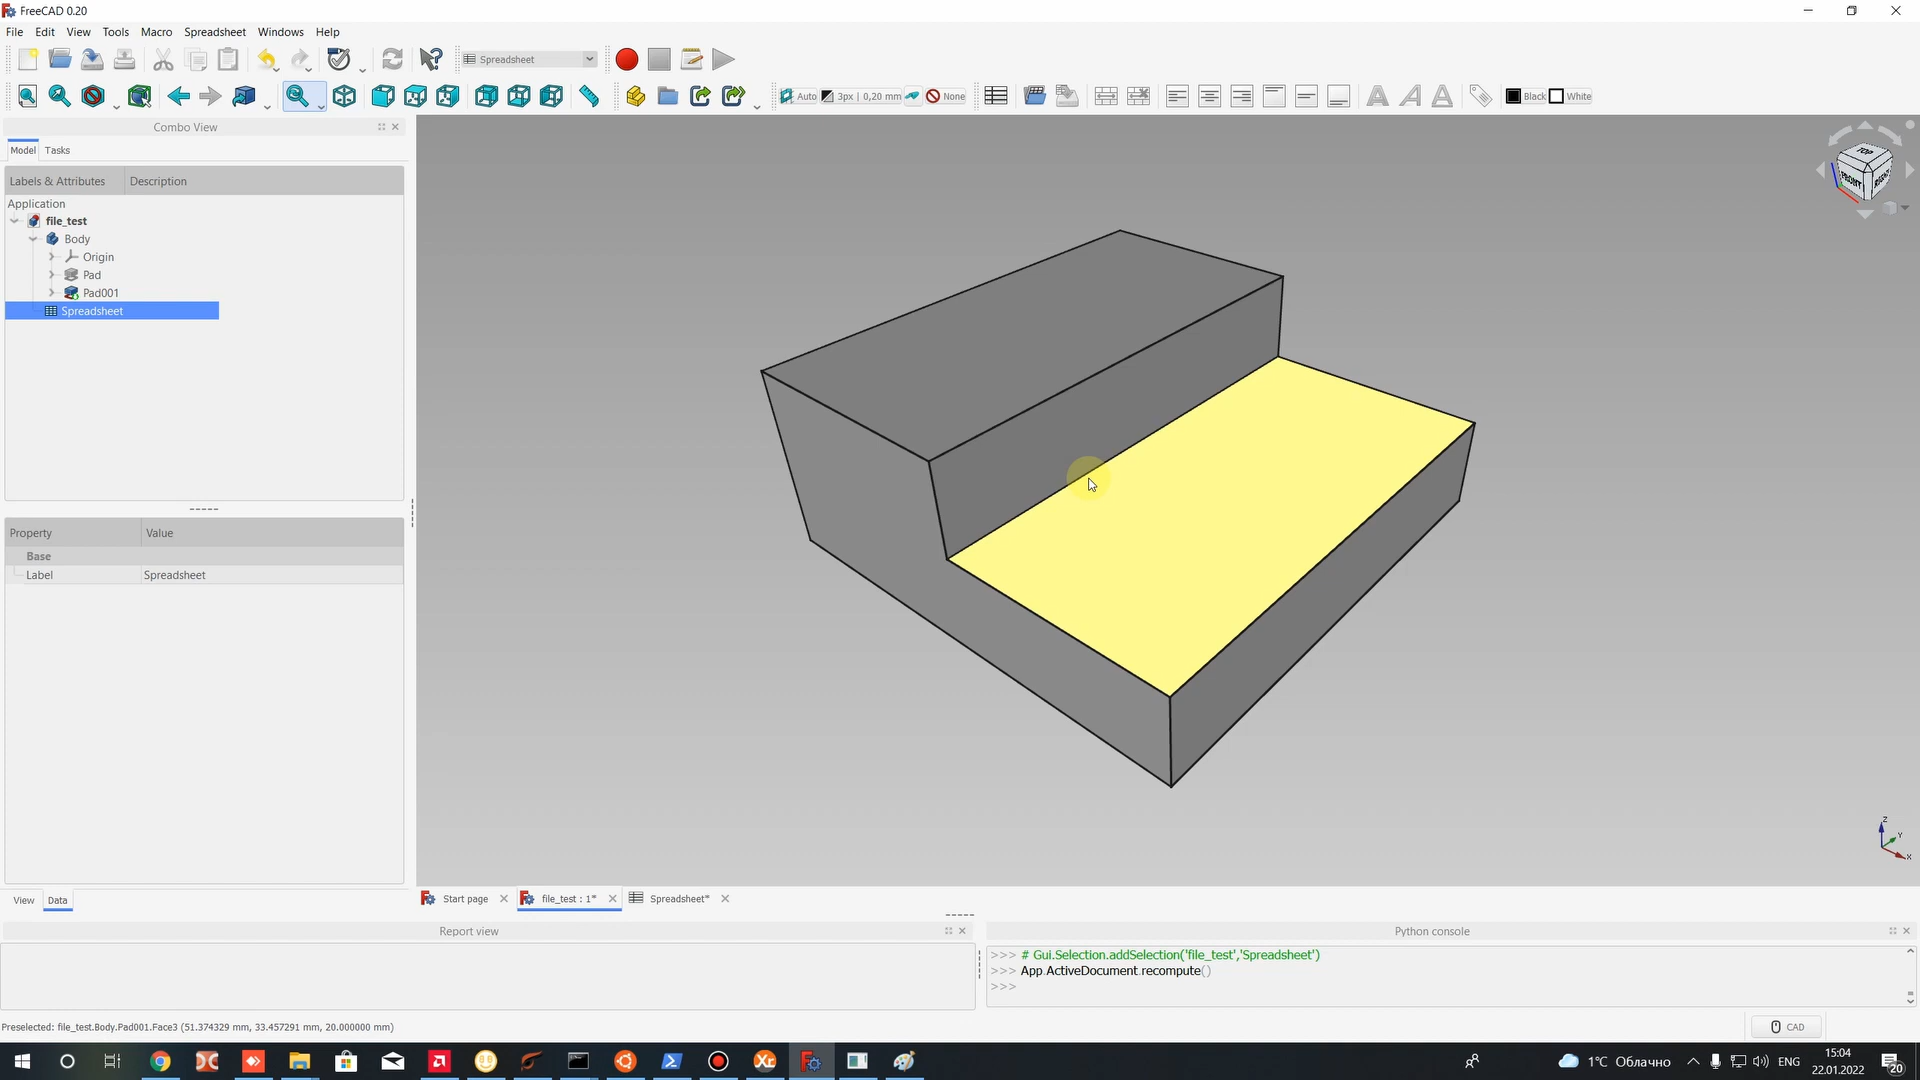 FreeCAD 0.20
File Edit View Tools Macro Spreadsheet Windows Help
Spreadsheet
Auto 3px | 0,20 mm None Black White
Combo View
Model Tasks
Labels & Attributes Description
Application
file_test
Body
Origin
Pad
Pad001
Spreadsheet
TOP
FRONT RIGHT
Property Value
Base
Label Spreadsheet
Z
Y
X
View Data
Start page file_test : 1* Spreadsheet*
Report view Python console
>>> # Gui.Selection.addSelection('file_test','Spreadsheet')
>>> App.ActiveDocument.recompute()
>>>
Preselected: file_test.Body.Pad001.Face3 (51.374329 mm, 33.457291 mm, 20.000000 mm)
CAD
Xr
1°C Облачно ENG 15:04
22.01.2022
20